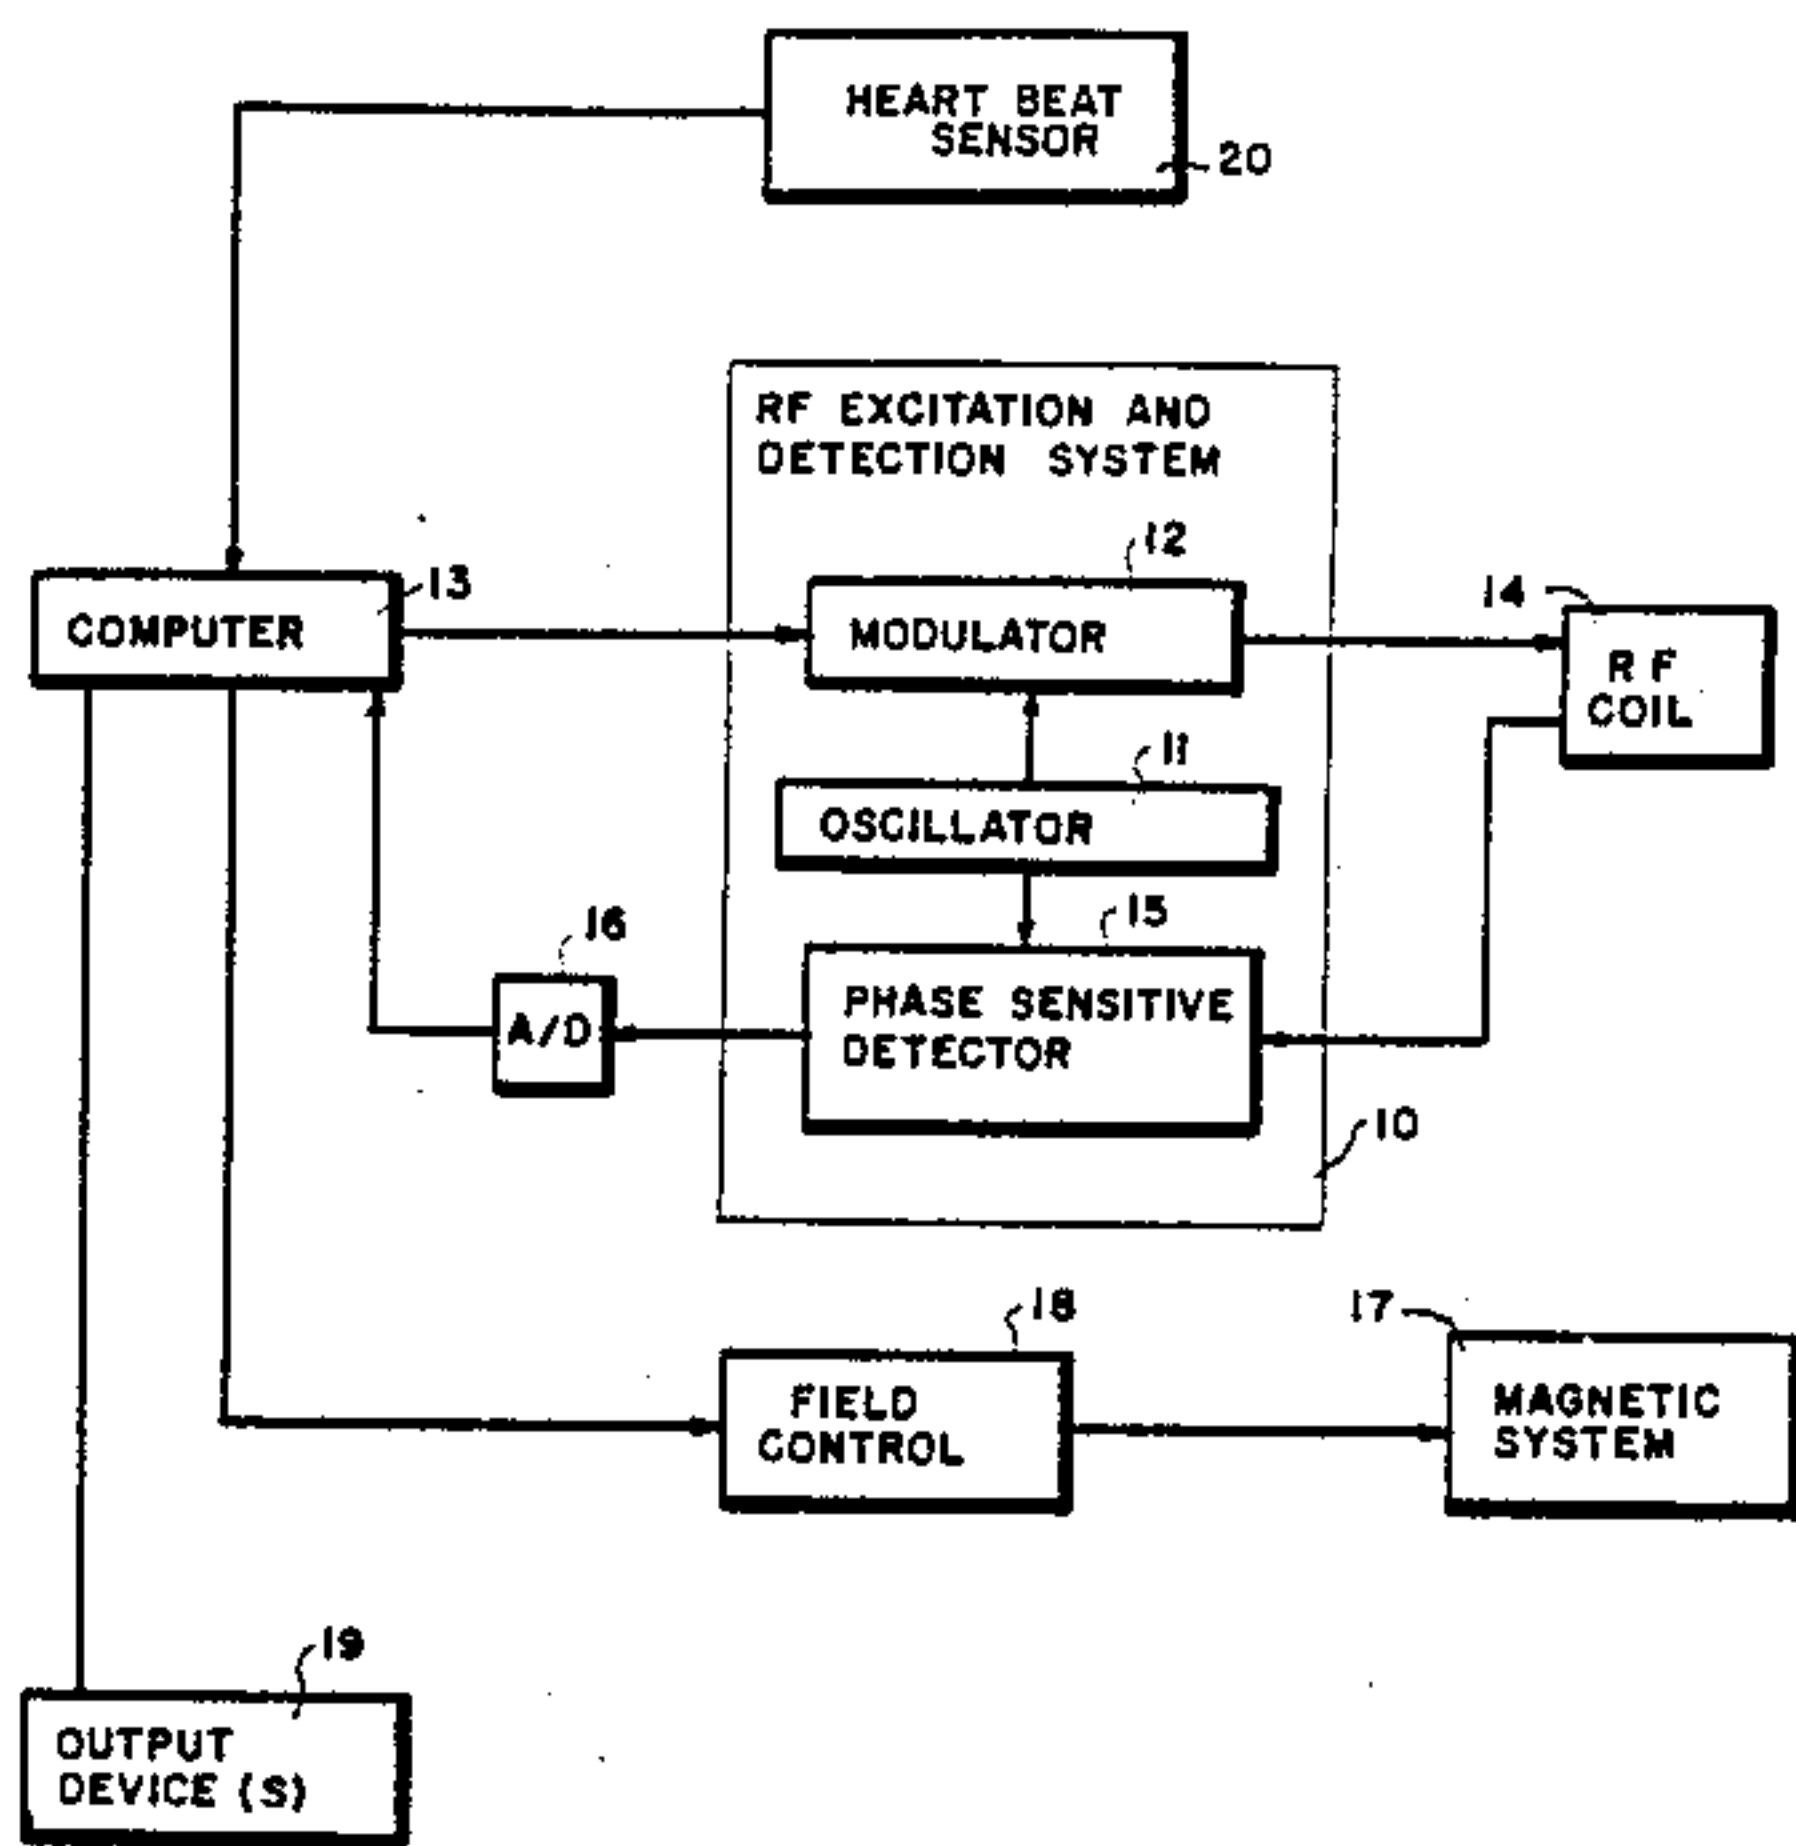 HEART BEAT
SENSOR
20
RF EXCITATION AND
DETECTION SYSTEM
12
13
COMPUTER
MODULATOR
14
RF
COIL
11
OSCILLATOR
15
16
A/D
PHASE SENSITIVE
DETECTOR
10
18
17
FIELD
CONTROL
MAGNETIC
SYSTEM
19
OUTPUT
DEVICE (S)